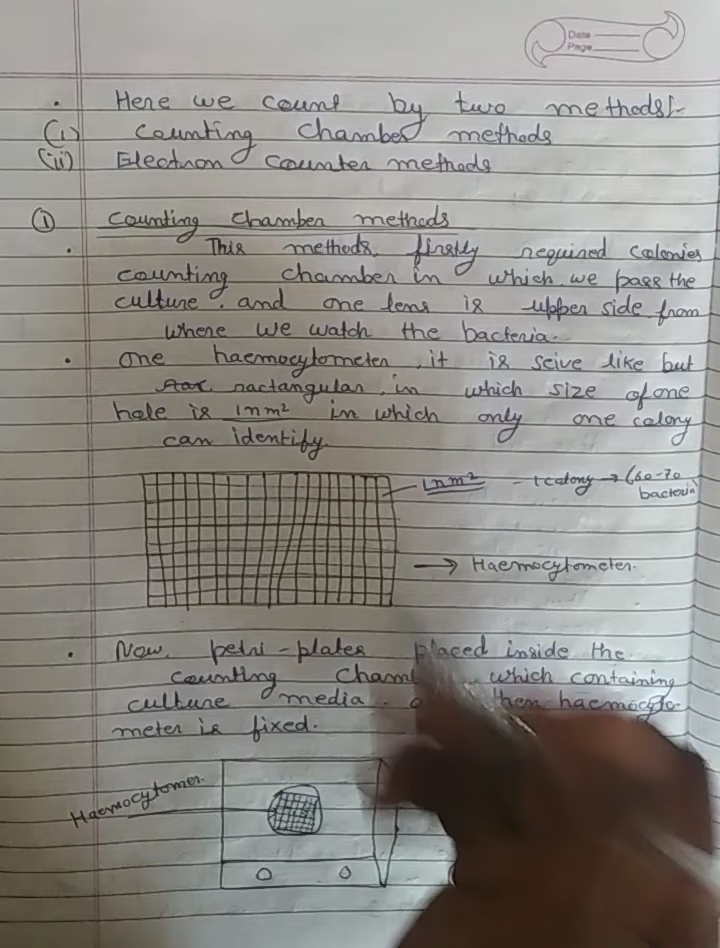 Date
Page
• Here we count by two methods:-
(i) counting chamber methods
(ii) Electron counter methods
① counting chamber methods
• This methods, firstly required colonies
counting chamber in which we pass the
culture. and one lens is upper side from
where we watch the bacteria.
• one haemocytometer, it is seive like but
ractangular, in which size of one
hole is 1nm² in which only one colony
can identify.
1nm² - 1 colony → (60-70
bacteria)
→ Haemocytometer.
• Now, petri-plates placed inside the
counting which containing
culture media. then haemocyto-
meter is fixed.
Haemocytomer.